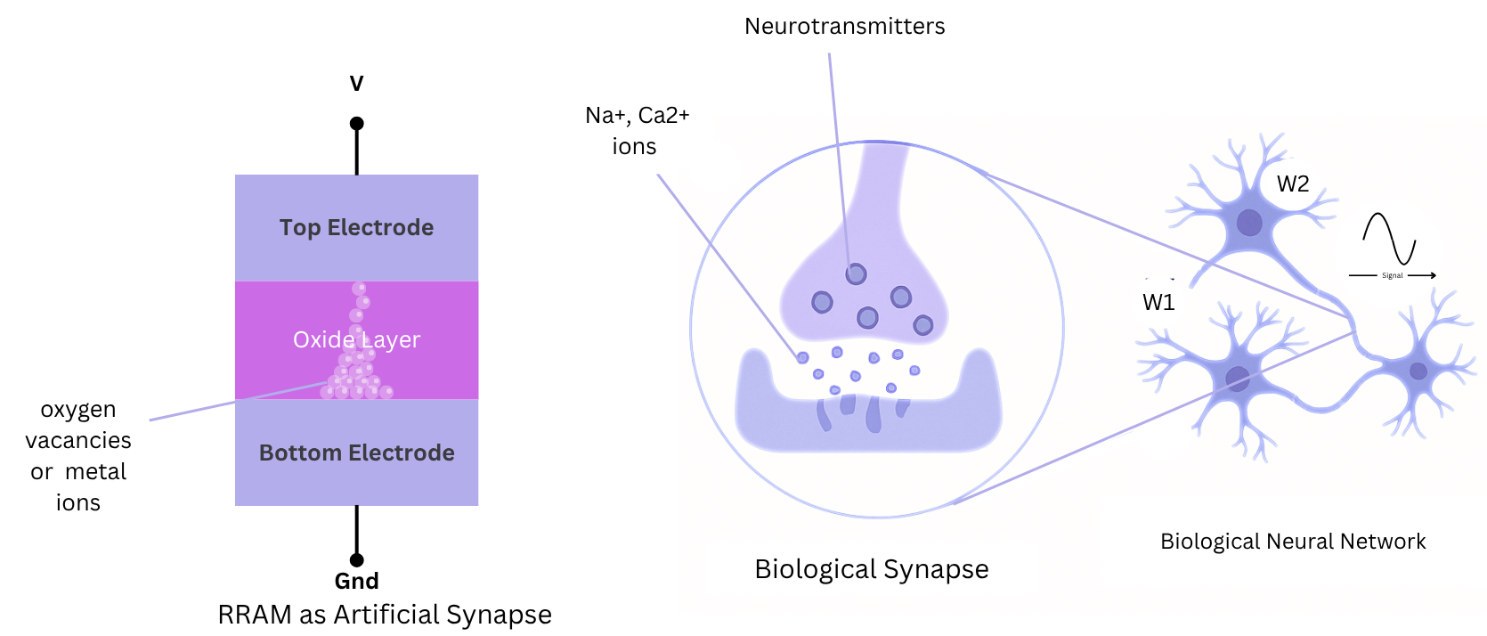 Neurotransmitters
V
Na+, Ca2+
ions
W2
Top Electrode
Signal
W1
Oxide Layer
oxygen
vacancies
or metal
ions
Bottom Electrode
Biological Neural Network
Biological Synapse
Gnd
RRAM as Artificial Synapse